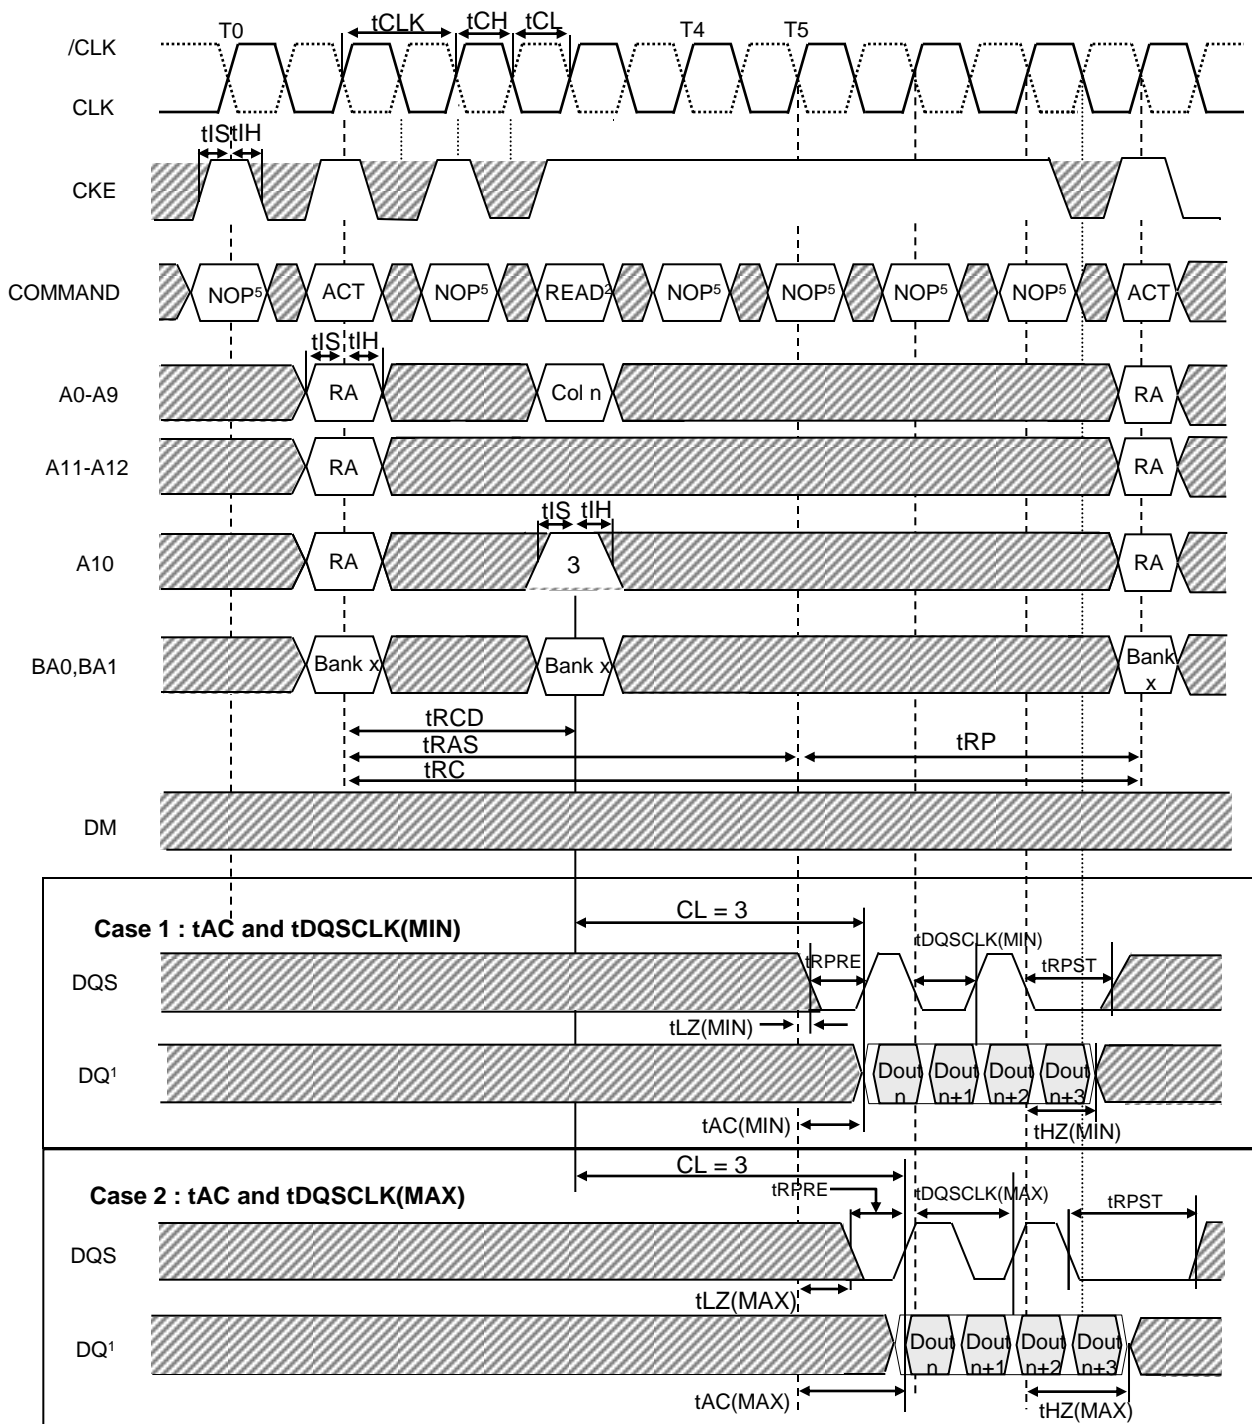 tCLK tCH tCL
T0 T4 T5
/CLK
CLK
tIS tIH
CKE
COMMAND NOP⁵ ACT NOP⁵ READ² NOP⁵ NOP⁵ NOP⁵ NOP⁵ ACT
tIS tIH
A0-A9 RA Col n RA
A11-A12 RA RA
tIS tIH
A10 RA 3 RA
BA0,BA1 Bank x Bank x Bank x
tRCD
tRAS tRP
tRC
DM
CL = 3
Case 1 : tAC and tDQSCLK(MIN)
tDQSCLK(MIN)
tRPRE tRPST
DQS
tLZ(MIN)
DQ¹ Dout n Dout n+1 Dout n+2 Dout n+3
tAC(MIN) tHZ(MIN)
CL = 3
Case 2 : tAC and tDQSCLK(MAX)
tRPRE tDQSCLK(MAX) tRPST
DQS
tLZ(MAX)
DQ¹ Dout n Dout n+1 Dout n+2 Dout n+3
tAC(MAX) tHZ(MAX)